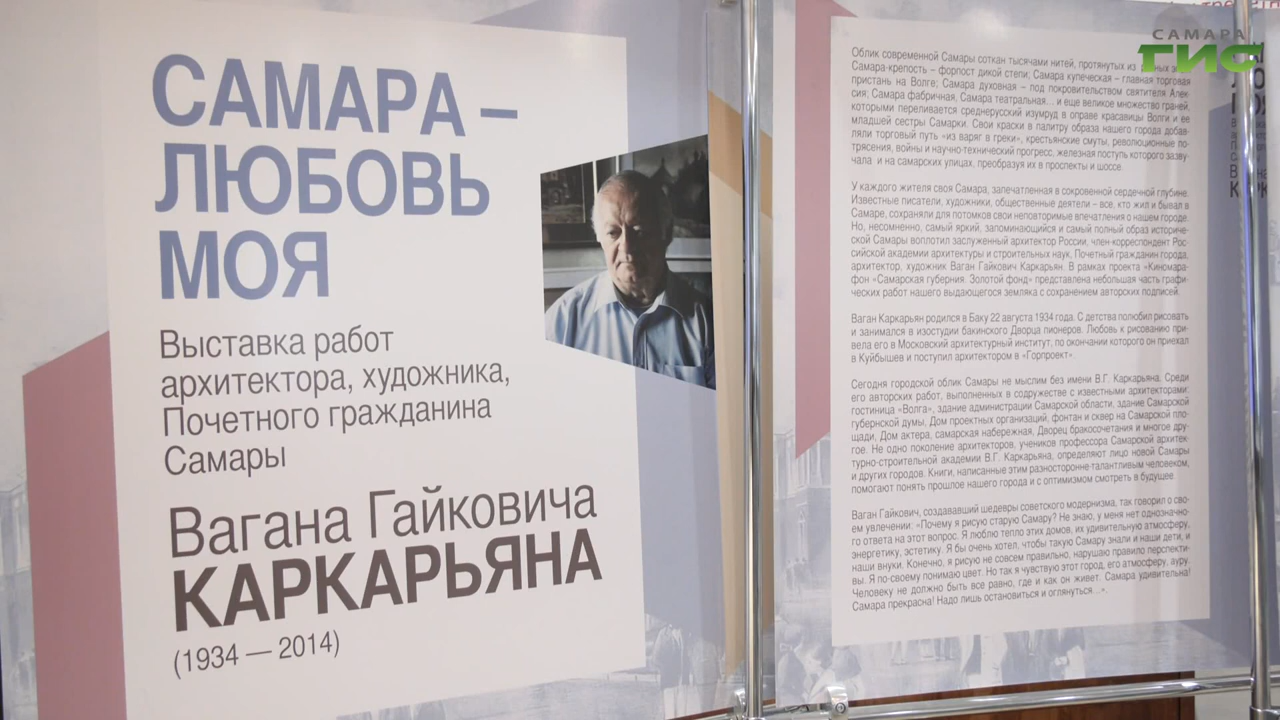 САМАРА –
ЛЮБОВЬ
МОЯ
Выставка работ
архитектора, художника,
Почетного гражданина
Самары
Вагана Гайковича
КАРКАРЬЯНА
(1934 — 2014)
САМАРА
ГИС
Облик современной Самары соткан тысячами нитей, протянутых из
Самара-крепость – форпост дикой степи, Самара купеческая – главная торговая
пристань на Волге; Самара духовная – под покровительством святителя Алек
сия; Самара фабричная, Самара театральная… и еще великое множество граней,
которыми переливается среднерусский изумруд в оправе красавицы Волги и ее
младшей сестры Самарки. Свои краски в палитру образа нашего города добав-
ляли торговый путь «из варяг в греки», крестьянские смуты, революционные по-
трясения, войны и научно-технический прогресс, железная поступь которого зазву-
чала и на самарских улицах, преобразуя их в проспекты и шоссе.
У каждого жителя своя Самара, запечатленная в сокровенной сердечной глубине.
Известные писатели, художники, общественные деятели – все, кто жил и бывал в
Самаре, сохраняли для потомков свои неповторимые впечатления о нашем городе.
Но, несомненно, самый яркий, запоминающийся и самый полный образ историче-
ской Самары воплотил заслуженный архитектор России, член-корреспондент Рос-
сийской академии архитектуры и строительных наук, Почетный гражданин города,
архитектор, художник Ваган Гайкович Каркарьян. В рамках проекта «Киномара-
фон «Самарская губерния. Золотой фонд» представлена небольшая часть графи-
ческих работ нашего выдающегося земляка с сохранением авторских подписей.
Ваган Каркарьян родился в Баку 22 августа 1934 года. С детства полюбил рисовать
и занимался в изостудии бакинского Дворца пионеров. Любовь к рисованию при-
вела его в Московский архитектурный институт, по окончании которого он приехал
в Куйбышев и поступил архитектором в «Горпроект».
Сегодня городской облик Самары не мыслим без имени В.Г. Каркарьяна. Среди
его авторских работ, выполненных в содружестве с известными архитекторами:
гостиница «Волга», здание администрации Самарской области, здание Самарской
губернской думы, Дом проектных организаций, фонтан и сквер на Самарской пло-
щади, Дом актера, самарская набережная, Дворец бракосочетания и многое дру-
гое. Не одно поколение архитекторов, учеников профессора Самарской архитек-
турно-строительной академии В.Г. Каркарьяна, определяют лицо новой Самары
и других городов. Книги, написанные этим разносторонне талантливым человеком,
помогают понять прошлое нашего города и с оптимизмом смотреть в будущее.
Ваган Гайкович, создававший шедевры советского модернизма, так говорил о сво-
ем увлечении: «Почему я рисую старую Самару? Не знаю, у меня нет однозначно-
го ответа на этот вопрос. Я люблю тепло этих домов, их удивительную атмосферу,
энергетику, эстетику. Я бы очень хотел, чтобы такую Самару знали и наши дети, и
наши внуки. Конечно, я рисую не совсем правильно, нарушаю правило перспекти-
вы. Я по-своему понимаю цвет. Но так я чувствую этот город, его атмосферу, ауру.
Человеку не должно быть все равно, где и как он живет. Самара удивительна!
Самара прекрасна! Надо лишь остановиться и оглянуться…».